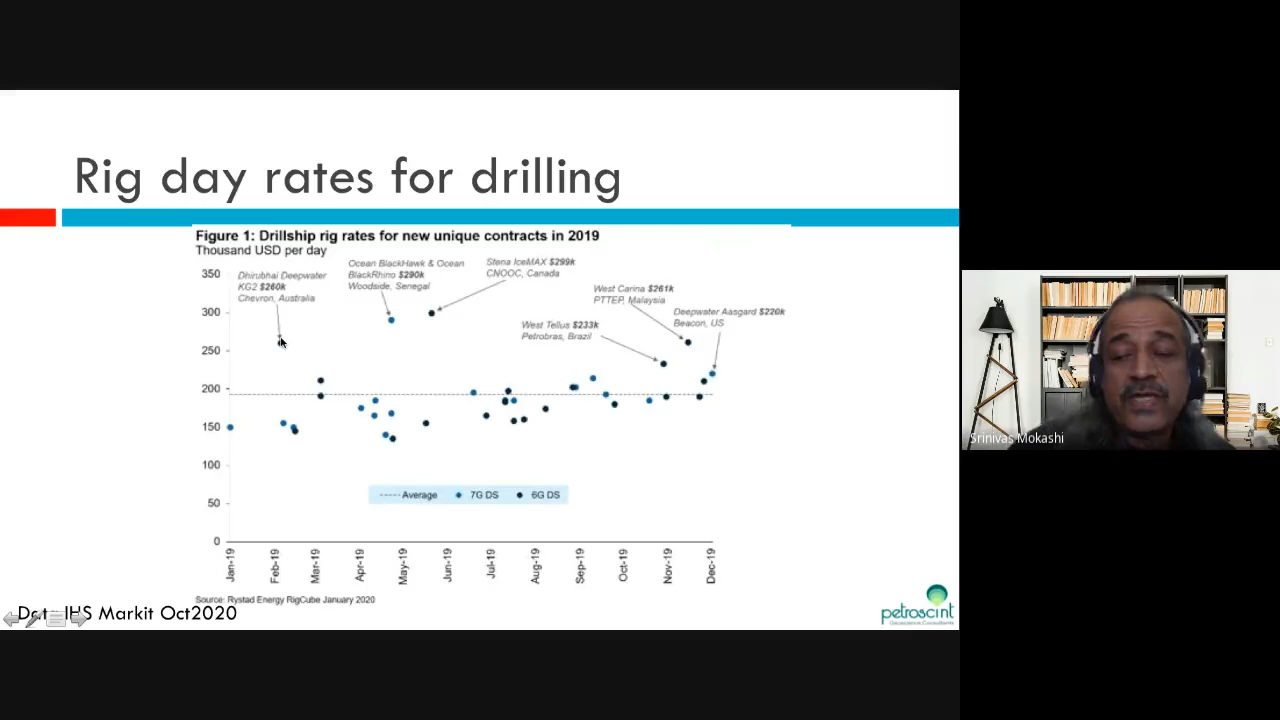 Rig day rates for drilling
Figure 1: Drillship rig rates for new unique contracts in 2019
Thousand USD per day
350
300
250
200
150
100
50
0
Dhirubhai Deepwater
KG2 $260k
Chevron, Australia
Ocean BlackHawk & Ocean
BlackRhino $290k
Woodside, Senegal
Stena IceMAX $299k
CNOOC, Canada
West Tellus $233k
Petrobras, Brazil
West Carina $261k
PTTEP, Malaysia
Deepwater Aasgard $220k
Beacon, US
Average
7G DS
6G DS
Jan-19
Feb-19
Mar-19
Apr-19
May-19
Jun-19
Jul-19
Aug-19
Sep-19
Oct-19
Nov-19
Dec-19
Source: Rystad Energy RigCube January 2020
IHS Markit Oct2020
petroscint
Geoscience Consultants
Srinivas Mokashi